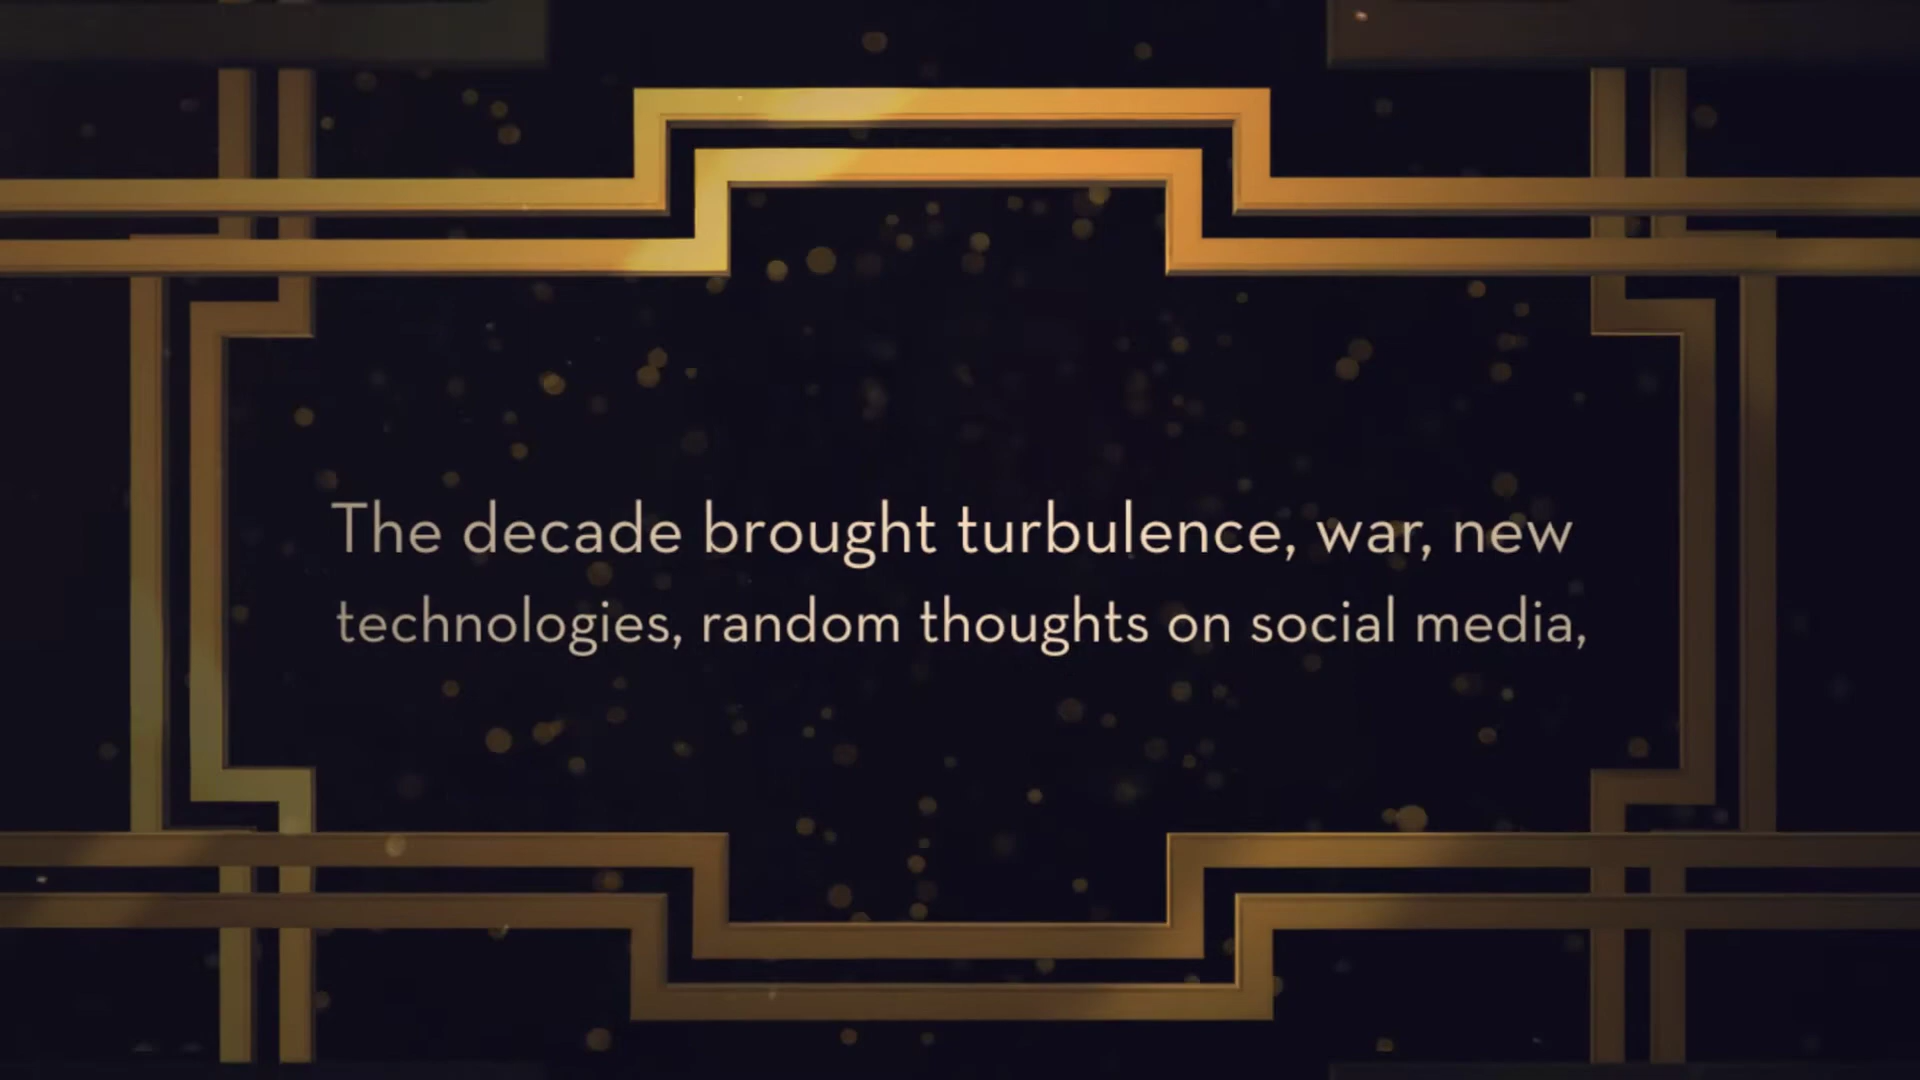 The decade brought turbulence, war, new
technologies, random thoughts on social media,